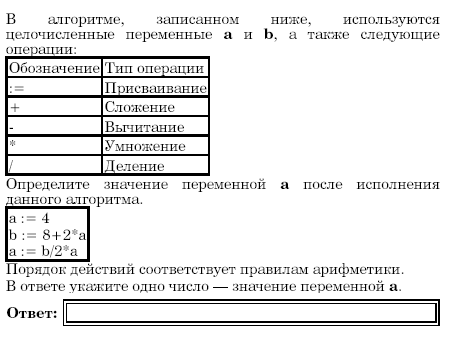 В алгоритме, записанном ниже, используются
целочисленные переменные a и b, а также следующие
операции:
Обозначение Тип операции
:= Присваивание
+ Сложение
- Вычитание
* Умножение
/ Деление
Определите значение переменной a после исполнения
данного алгоритма.
a := 4
b := 8+2*a
a := b/2*a
Порядок действий соответствует правилам арифметики.
В ответе укажите одно число — значение переменной a.
Ответ: